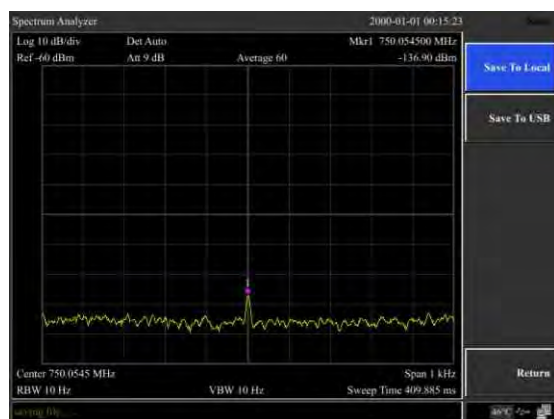 Spectrum Analyzer 2000-01-01 00:15:23
Log 10 dB/div Det Auto Mkr1 750.054500 MHz
Ref -60 dBm Att 9 dB Average 60 -136.90 dBm
Save To Local
Save To USB
1
Center 750.0545 MHz Span 1 kHz
RBW 10 Hz VBW 10 Hz Sweep Time 409.885 ms
Return
saving file.....
46°C